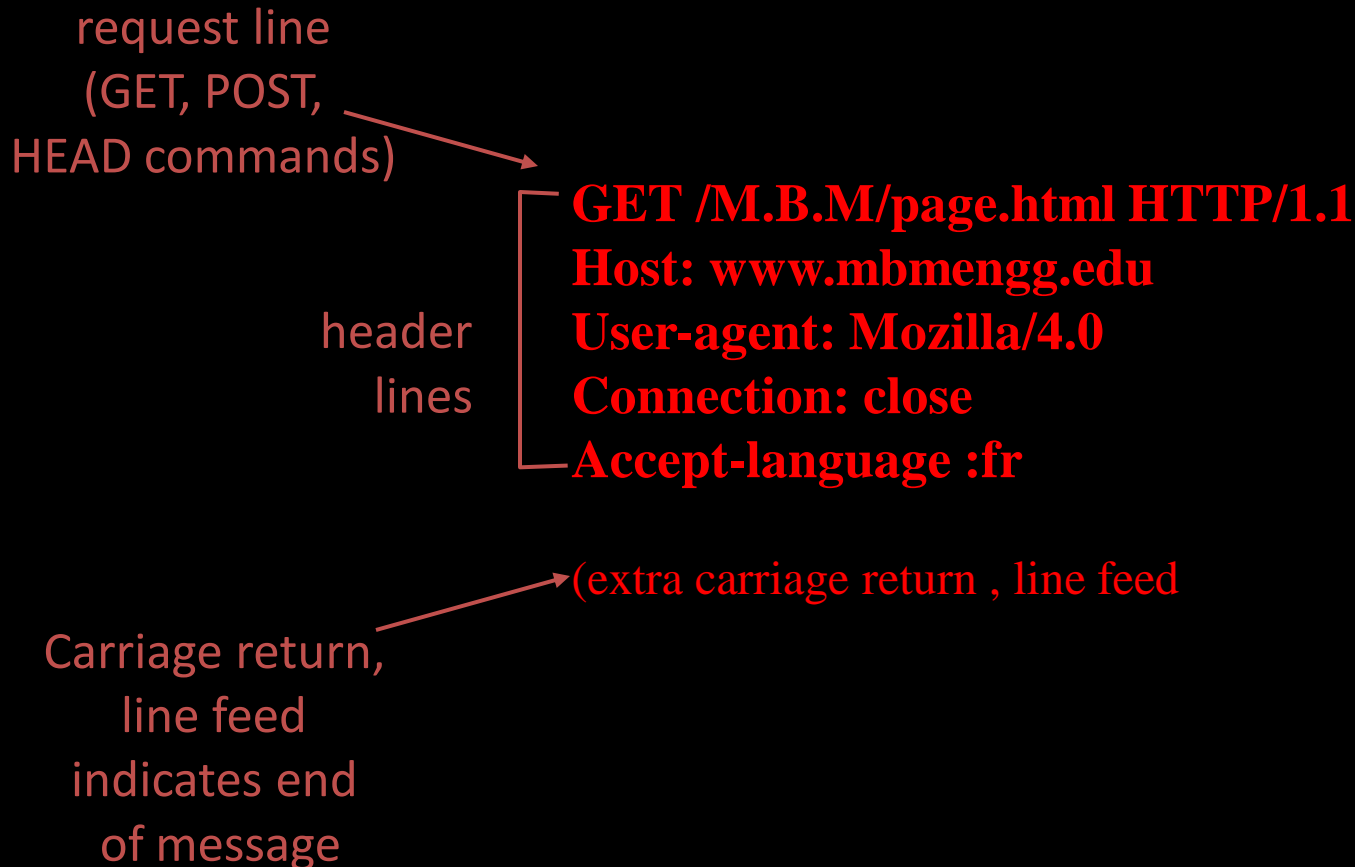 request line
(GET, POST,
HEAD commands)
GET /M.B.M/page.html HTTP/1.1
Host: www.mbmengg.edu
User-agent: Mozilla/4.0
Connection: close
Accept-language :fr
header
lines
(extra carriage return , line feed
Carriage return,
line feed
indicates end
of message